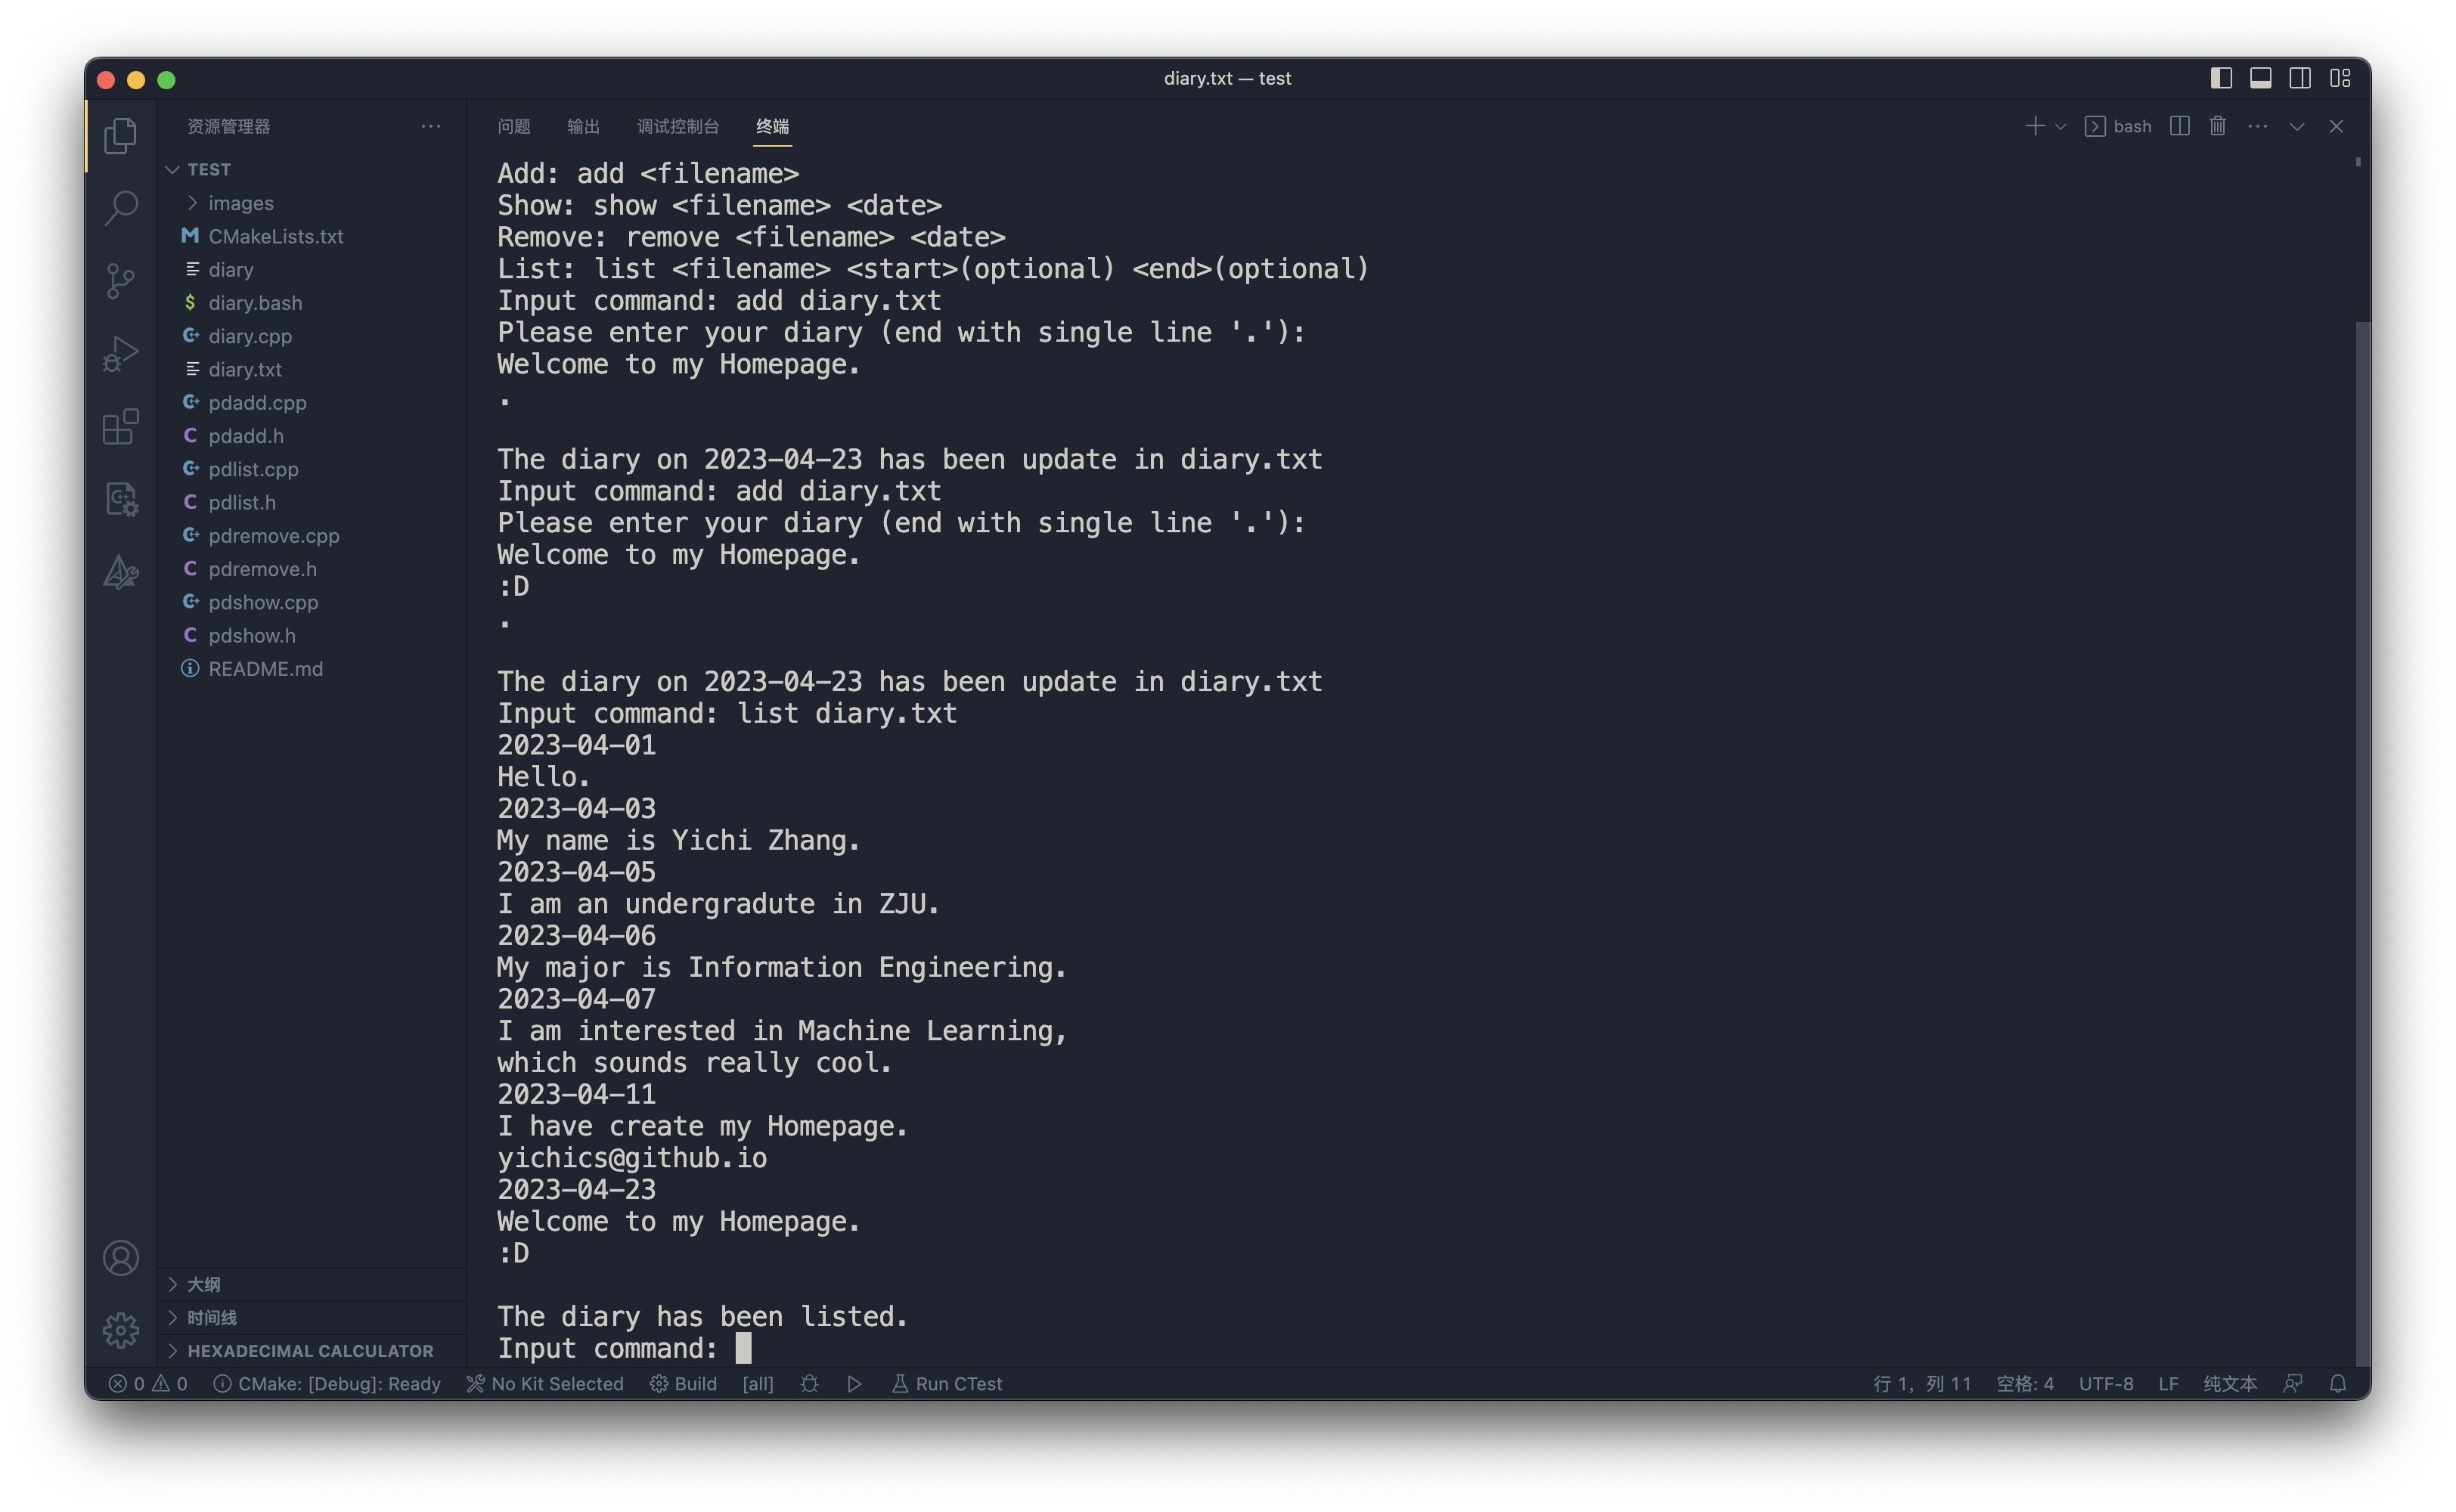 diary.txt — test
资源管理器
问题 输出 调试控制台 终端
bash
TEST
images
CMakeLists.txt
diary
diary.bash
diary.cpp
diary.txt
pdadd.cpp
pdadd.h
pdlist.cpp
pdlist.h
pdremove.cpp
pdremove.h
pdshow.cpp
pdshow.h
README.md
大纲
时间线
HEXADECIMAL CALCULATOR
Add: add <filename>
Show: show <filename> <date>
Remove: remove <filename> <date>
List: list <filename> <start>(optional) <end>(optional)
Input command: add diary.txt
Please enter your diary (end with single line '.'):
Welcome to my Homepage.
.
The diary on 2023-04-23 has been update in diary.txt
Input command: add diary.txt
Please enter your diary (end with single line '.'):
Welcome to my Homepage.
:D
.
The diary on 2023-04-23 has been update in diary.txt
Input command: list diary.txt
2023-04-01
Hello.
2023-04-03
My name is Yichi Zhang.
2023-04-05
I am an undergradute in ZJU.
2023-04-06
My major is Information Engineering.
2023-04-07
I am interested in Machine Learning,
which sounds really cool.
2023-04-11
I have create my Homepage.
yichics@github.io
2023-04-23
Welcome to my Homepage.
:D
The diary has been listed.
Input command:
0 0 CMake: [Debug]: Ready No Kit Selected Build [all] Run CTest 行 1，列 11 空格: 4 UTF-8 LF 纯文本